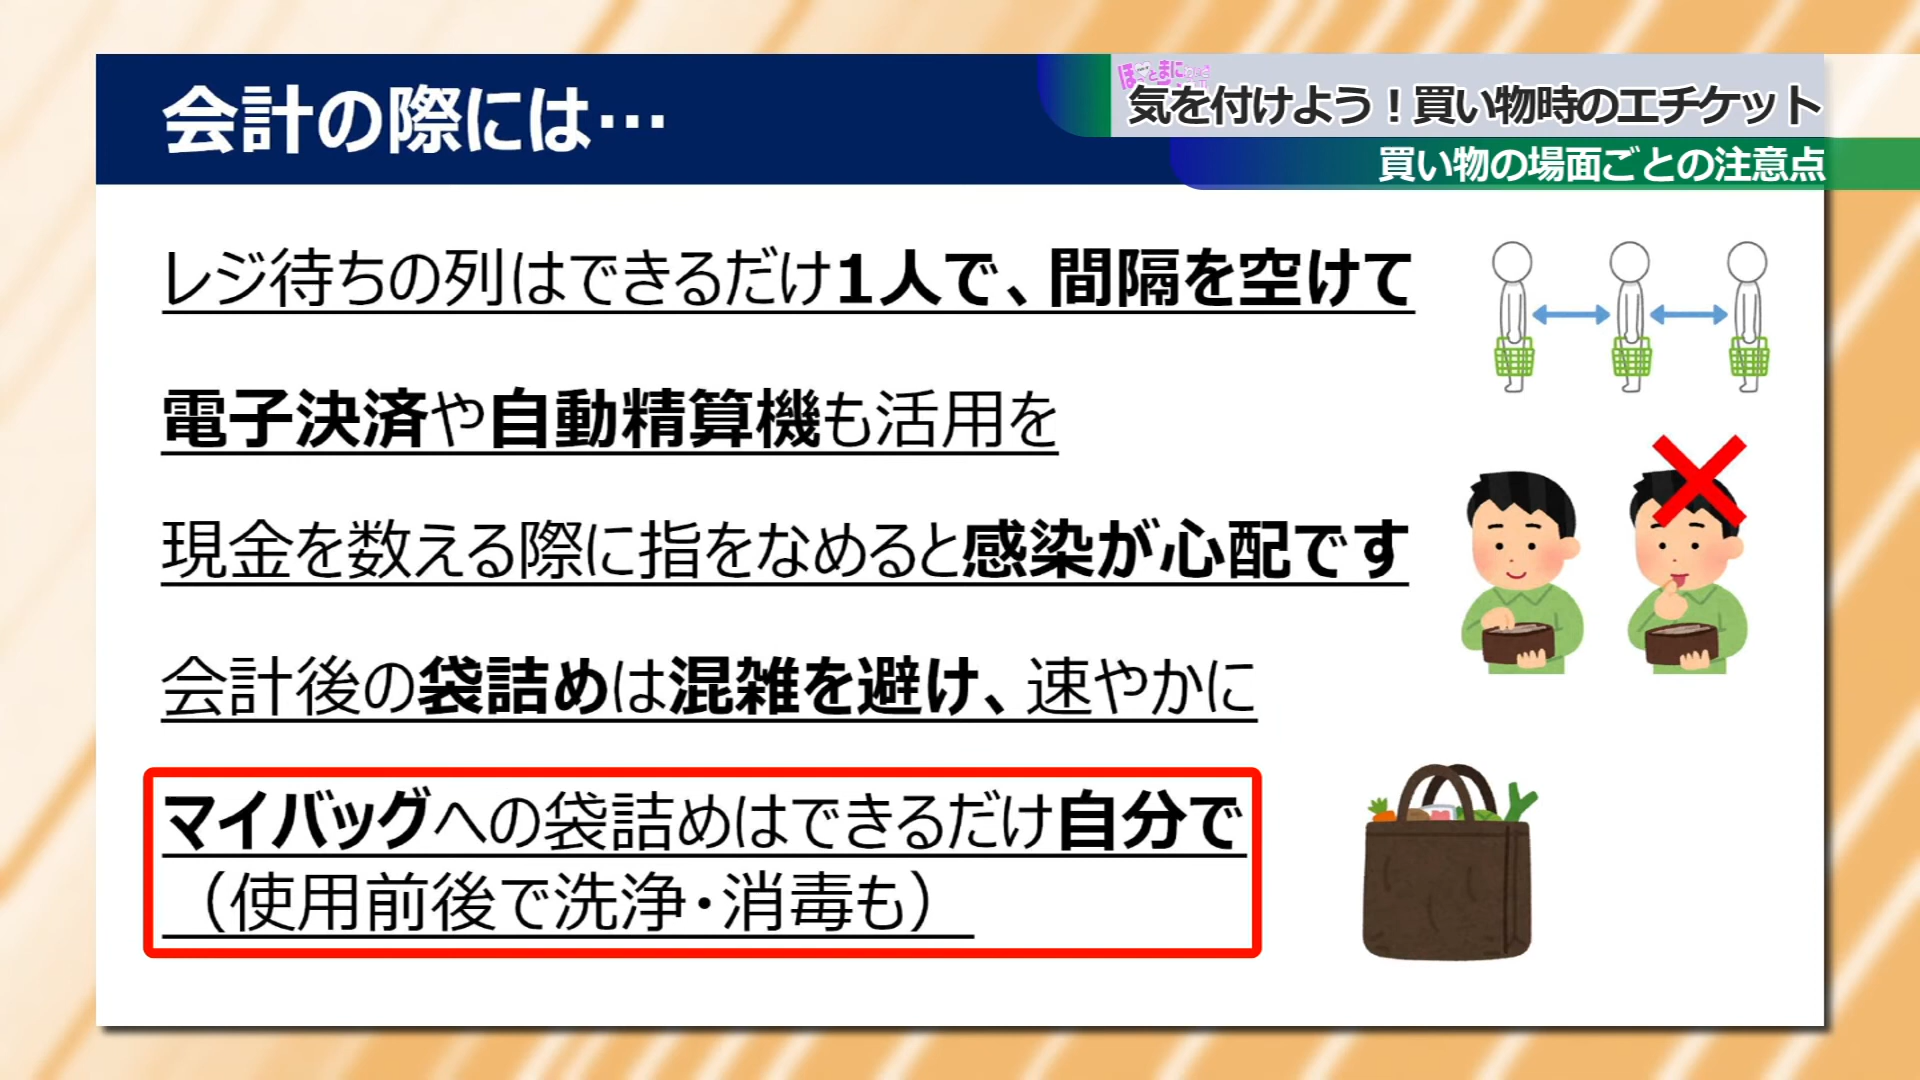 会計の際には…
気を付けよう！買い物時のエチケット
買い物の場面ごとの注意点
レジ待ちの列はできるだけ1人で、間隔を空けて
電子決済や自動精算機も活用を
現金を数える際に指をなめると感染が心配です
会計後の袋詰めは混雑を避け、速やかに
マイバッグへの袋詰めはできるだけ自分で
（使用前後で洗浄・消毒も）